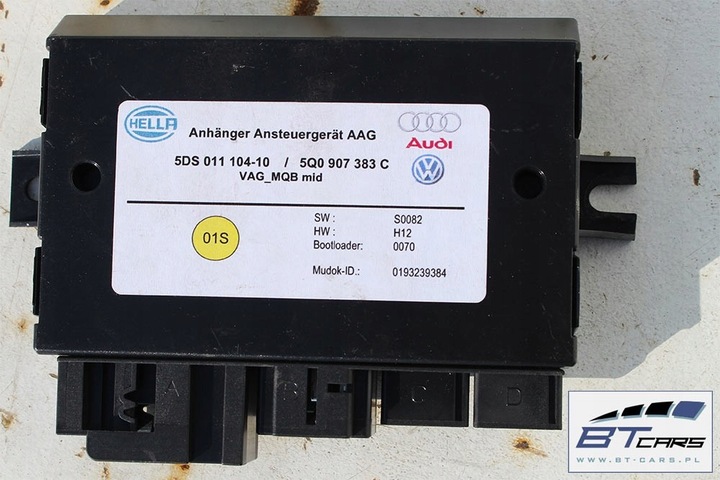 HELLA
Anhänger Ansteuergerät AAG
Audi
5DS 011 104-10 / 5Q0 907 383 C
VAG_MQB mid
01S
SW : S0082
HW : H12
Bootloader: 0070
Mudok-ID.: 0193239384
A B C D
BT CARS
WWW.BT-CARS.PL